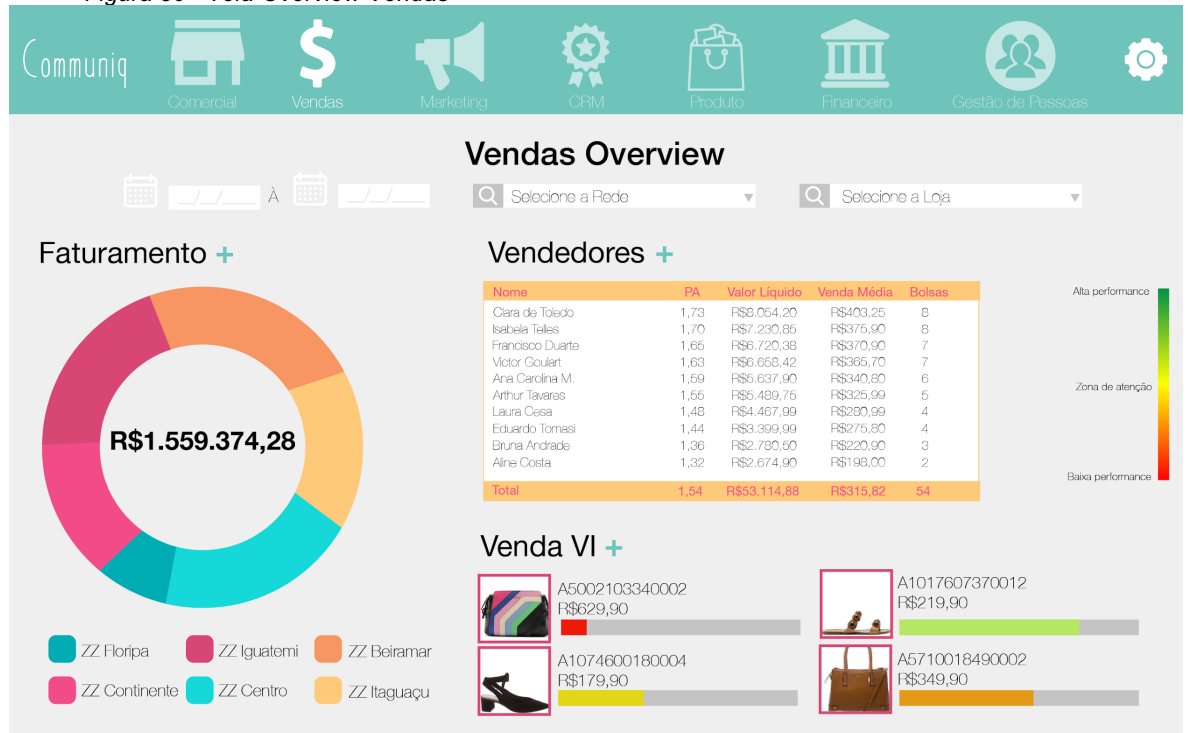 Communiq
Comercial Vendas Marketing CRM Produto Financeiro Gestão de Pessoas
Vendas Overview
__/__/____ À __/__/____ Selecione a Rede Selecione a Loja
Faturamento +
R$1.559.374,28
ZZ Floripa ZZ Iguatemi ZZ Beiramar
ZZ Continente ZZ Centro ZZ Itaguaçu
Vendedores +
Nome PA Valor Líquido Venda Média Bolsas
Clara de Toledo 1,73 R$8.054,20 R$403,25 8
Isabela Telles 1,70 R$7.230,85 R$375,90 8
Francisco Duarte 1,65 R$6.720,38 R$370,90 7
Victor Goulart 1,63 R$6.658,42 R$365,70 7
Ana Carolina M. 1,59 R$5.637,90 R$340,80 6
Arthur Tavares 1,55 R$5.489,75 R$325,99 5
Laura Cesa 1,48 R$4.467,99 R$280,99 4
Eduardo Tomasi 1,44 R$3.399,99 R$275,80 4
Bruna Andrade 1,36 R$2.780,50 R$220,90 3
Aline Costa 1,32 R$2.674,90 R$198,00 2
Total 1,54 R$53.114,88 R$315,82 54
Alta performance
Zona de atenção
Baixa performance
Venda VI +
A5002103340002
R$629,90
A1017607370012
R$219,90
A1074600180004
R$179,90
A5710018490002
R$349,90